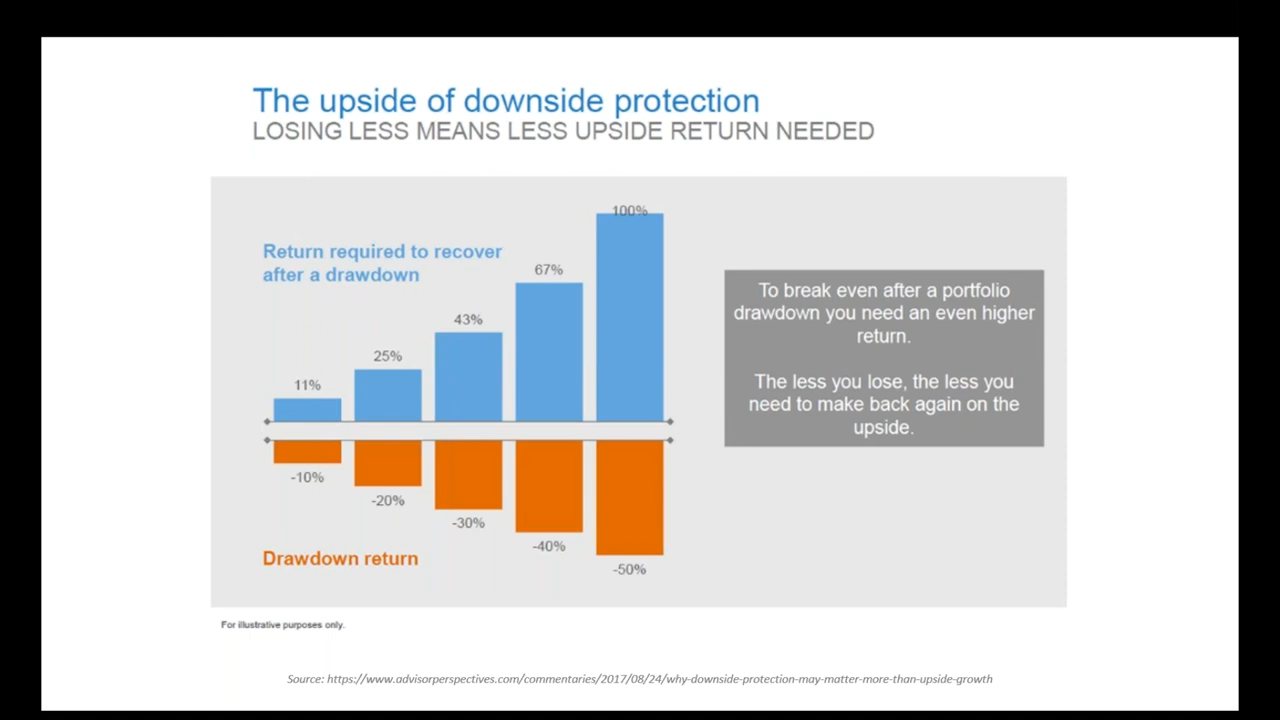 The upside of downside protection
LOSING LESS MEANS LESS UPSIDE RETURN NEEDED
Return required to recover
after a drawdown
11%
25%
43%
67%
100%
-10%
-20%
-30%
-40%
-50%
Drawdown return
To break even after a portfolio
drawdown you need an even higher
return.
The less you lose, the less you
need to make back again on the
upside.
For illustrative purposes only.
Source: https://www.advisorperspectives.com/commentaries/2017/08/24/why-downside-protection-may-matter-more-than-upside-growth